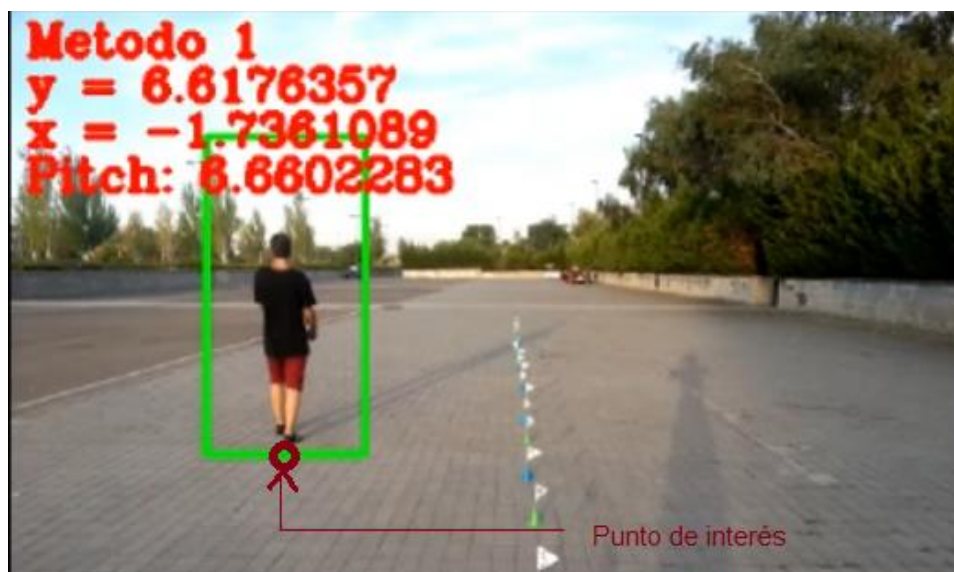 Metodo 1
y = 6.6176357
x = -1.7361089
Pitch: 6.6602283
Punto de interés